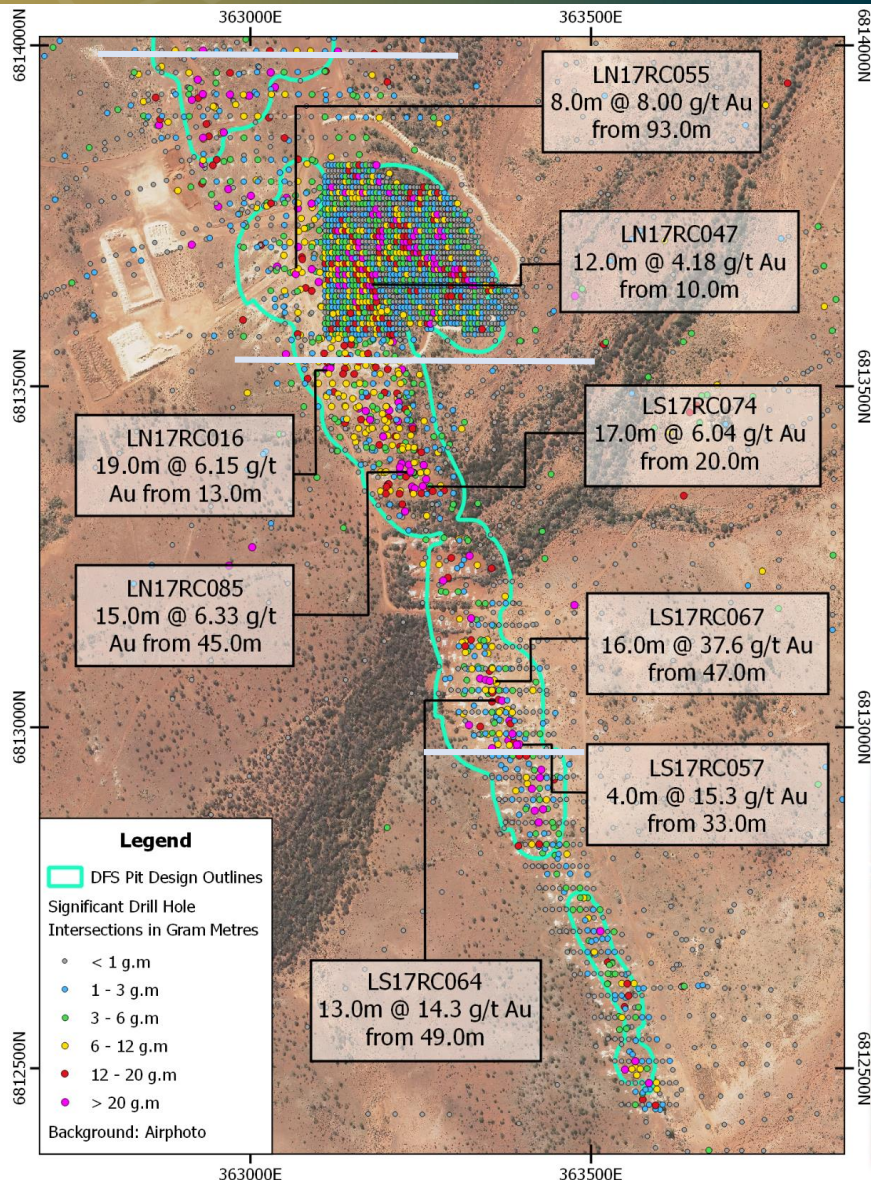 363000E
363500E
6814000N
6814000N
LN17RC055
8.0m @ 8.00 g/t Au
from 93.0m
LN17RC047
12.0m @ 4.18 g/t Au
from 10.0m
6813500N
6813500N
LS17RC074
17.0m @ 6.04 g/t Au
from 20.0m
LN17RC016
19.0m @ 6.15 g/t
Au from 13.0m
LN17RC085
15.0m @ 6.33 g/t
Au from 45.0m
LS17RC067
16.0m @ 37.6 g/t Au
from 47.0m
6813000N
6813000N
LS17RC057
4.0m @ 15.3 g/t Au
from 33.0m
Legend
DFS Pit Design Outlines
Significant Drill Hole
Intersections in Gram Metres
< 1 g.m
1 - 3 g.m
3 - 6 g.m
6 - 12 g.m
12 - 20 g.m
> 20 g.m
Background: Airphoto
LS17RC064
13.0m @ 14.3 g/t Au
from 49.0m
6812500N
6812500N
363000E
363500E